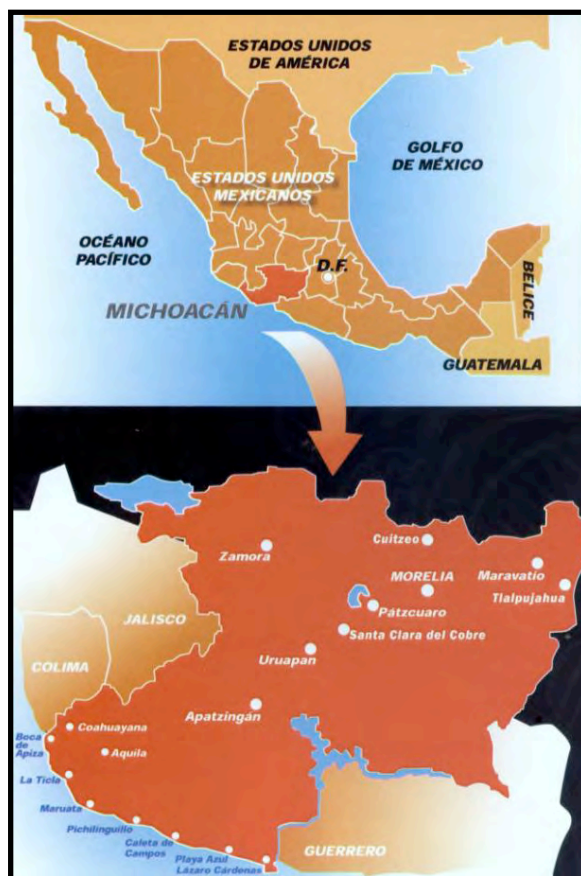 ESTADOS UNIDOS
DE AMÉRICA
GOLFO
DE MÉXICO
ESTADOS UNIDOS
MEXICANOS
OCÉANO
PACÍFICO
D.F.
BELICE
MICHOACÁN
GUATEMALA
Cuitzeo
Zamora
MORELIA
Maravatío
Tlalpujahua
Pátzcuaro
JALISCO
Santa Clara del Cobre
Uruapan
COLIMA
Apatzingán
Coahuayana
Boca
de
Apiza
Aquila
La Ticla
Maruata
Pichilinguillo
Caleta de
Campos
Playa Azul
Lázaro Cárdenas
GUERRERO